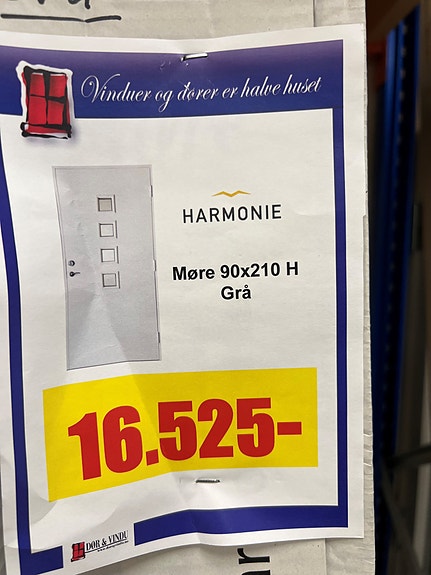 Vinduer og dører er halve huset
HARMONIE
Møre 90x210 H
Grå
16.525-
DØR & VINDU